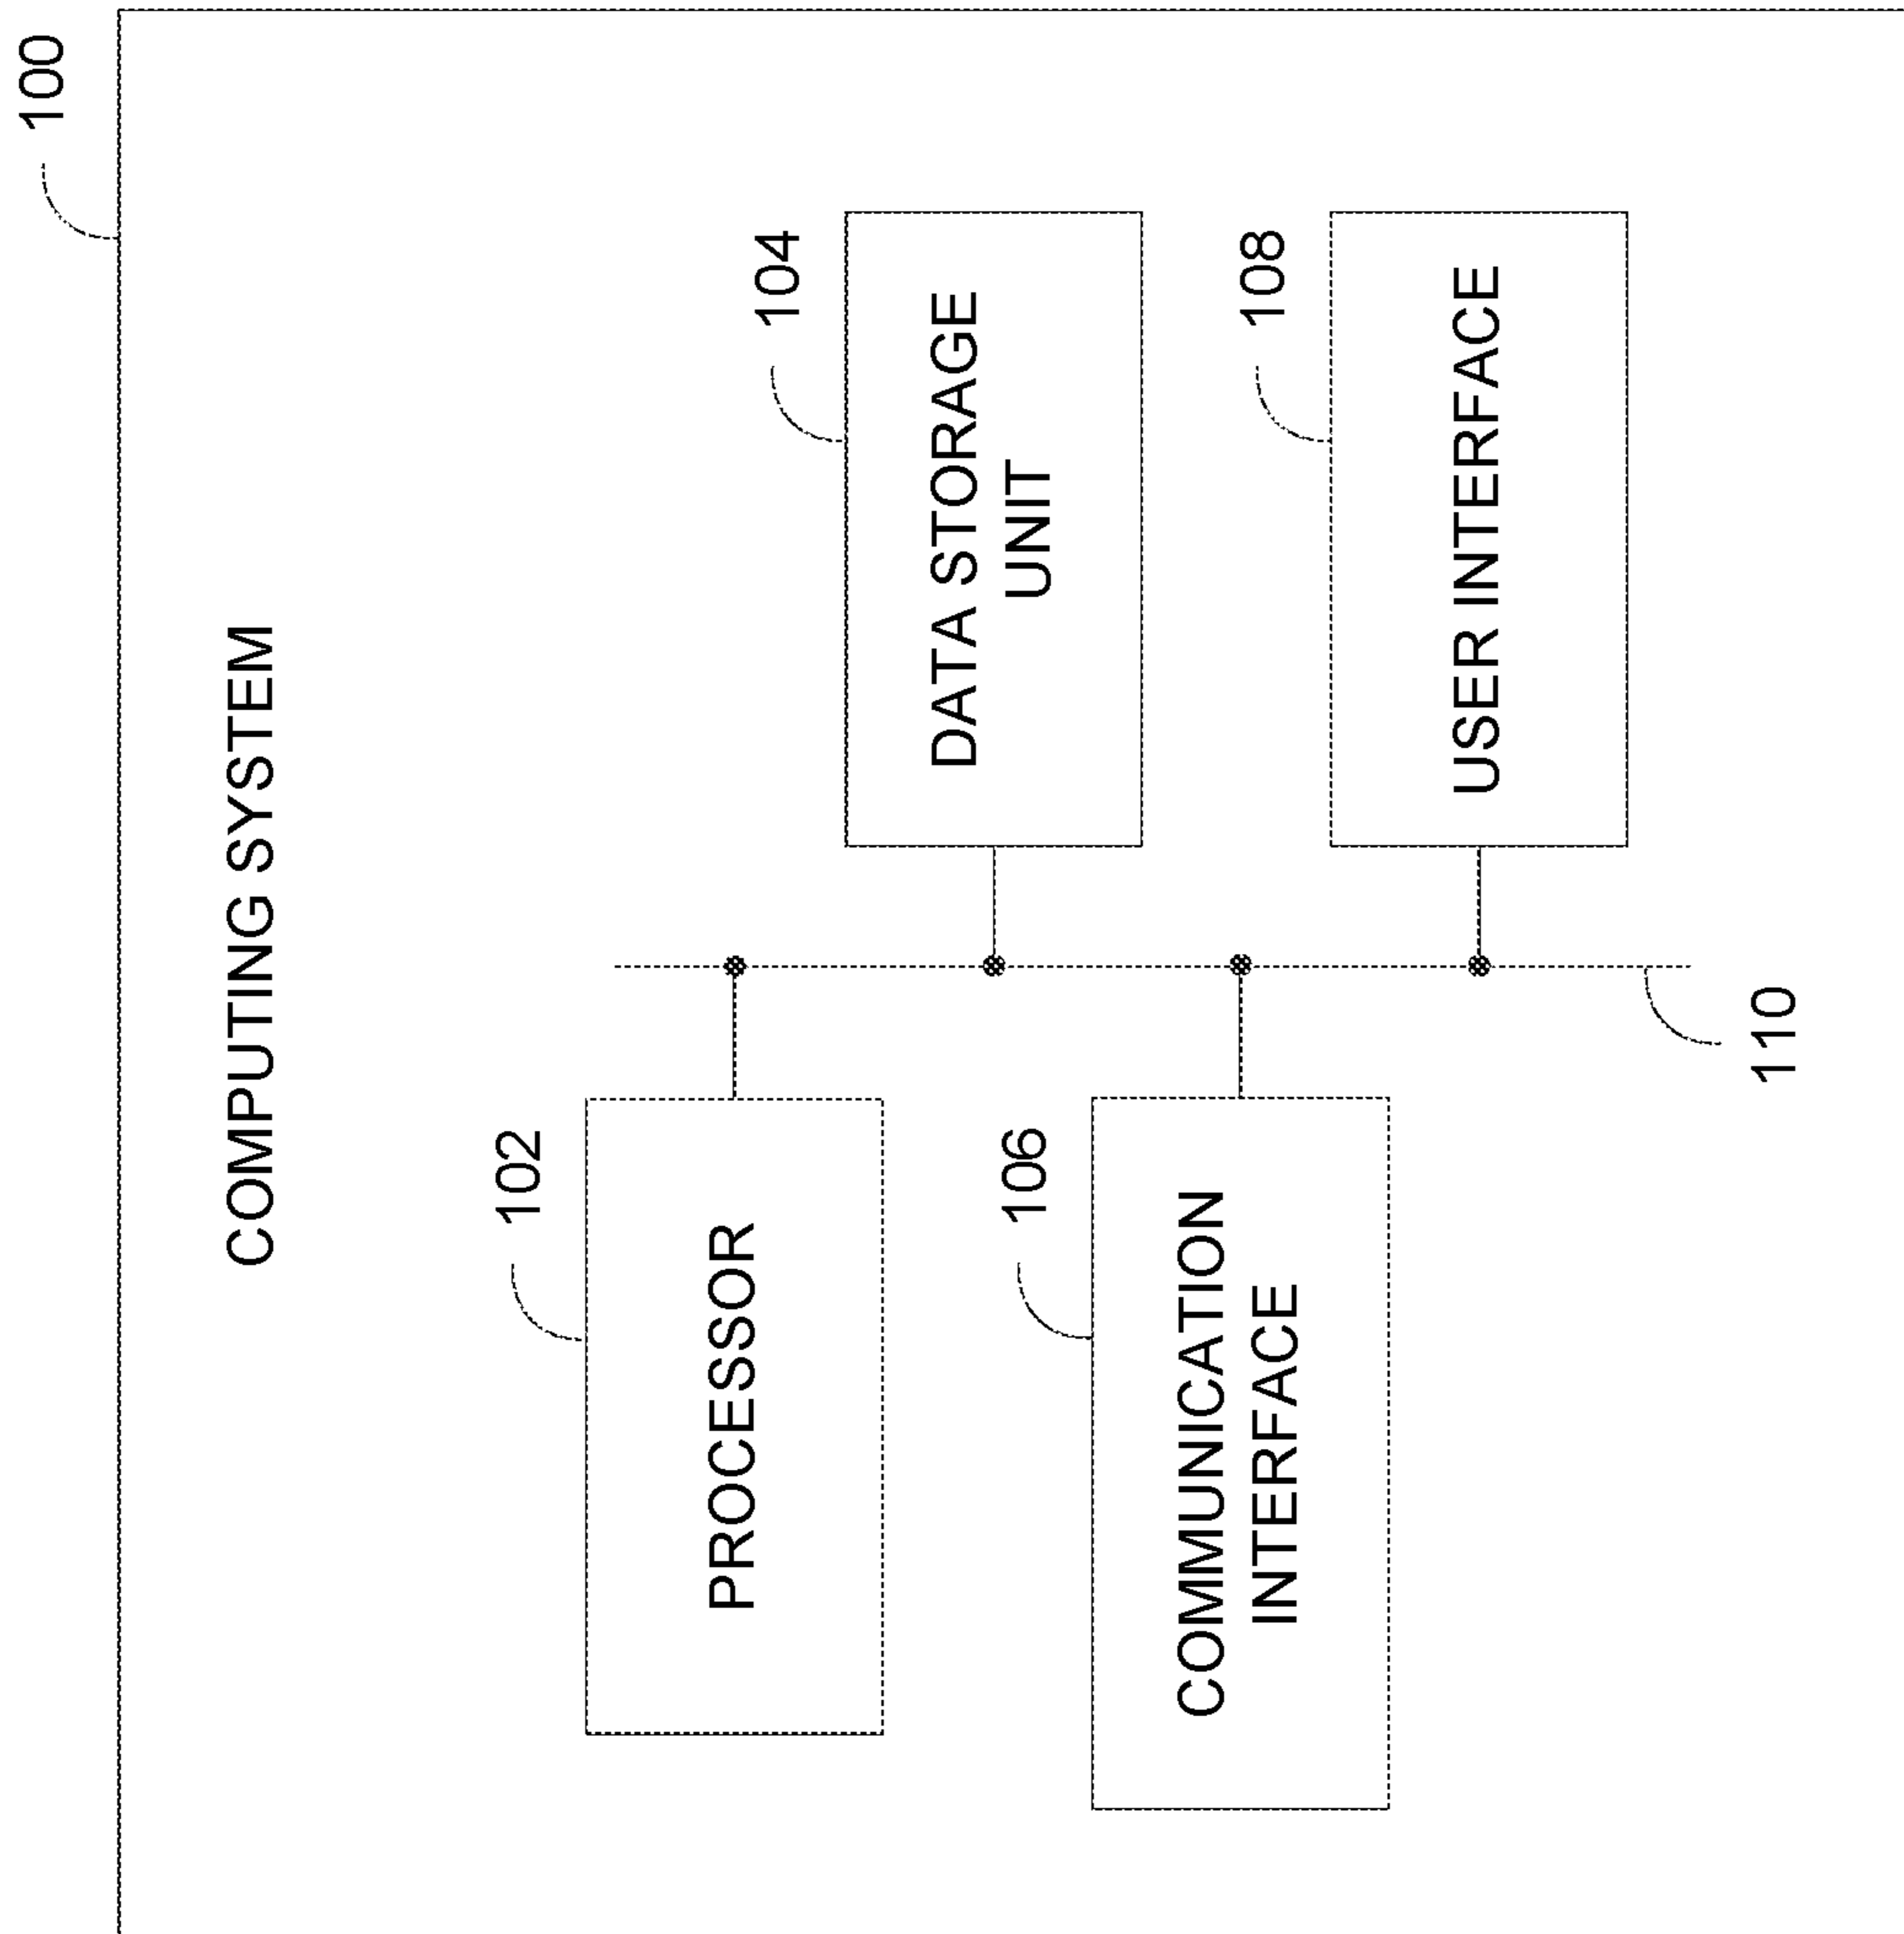 100
COMPUTING SYSTEM
102
PROCESSOR
104
DATA STORAGE
UNIT
106
COMMUNICATION
INTERFACE
108
USER INTERFACE
110